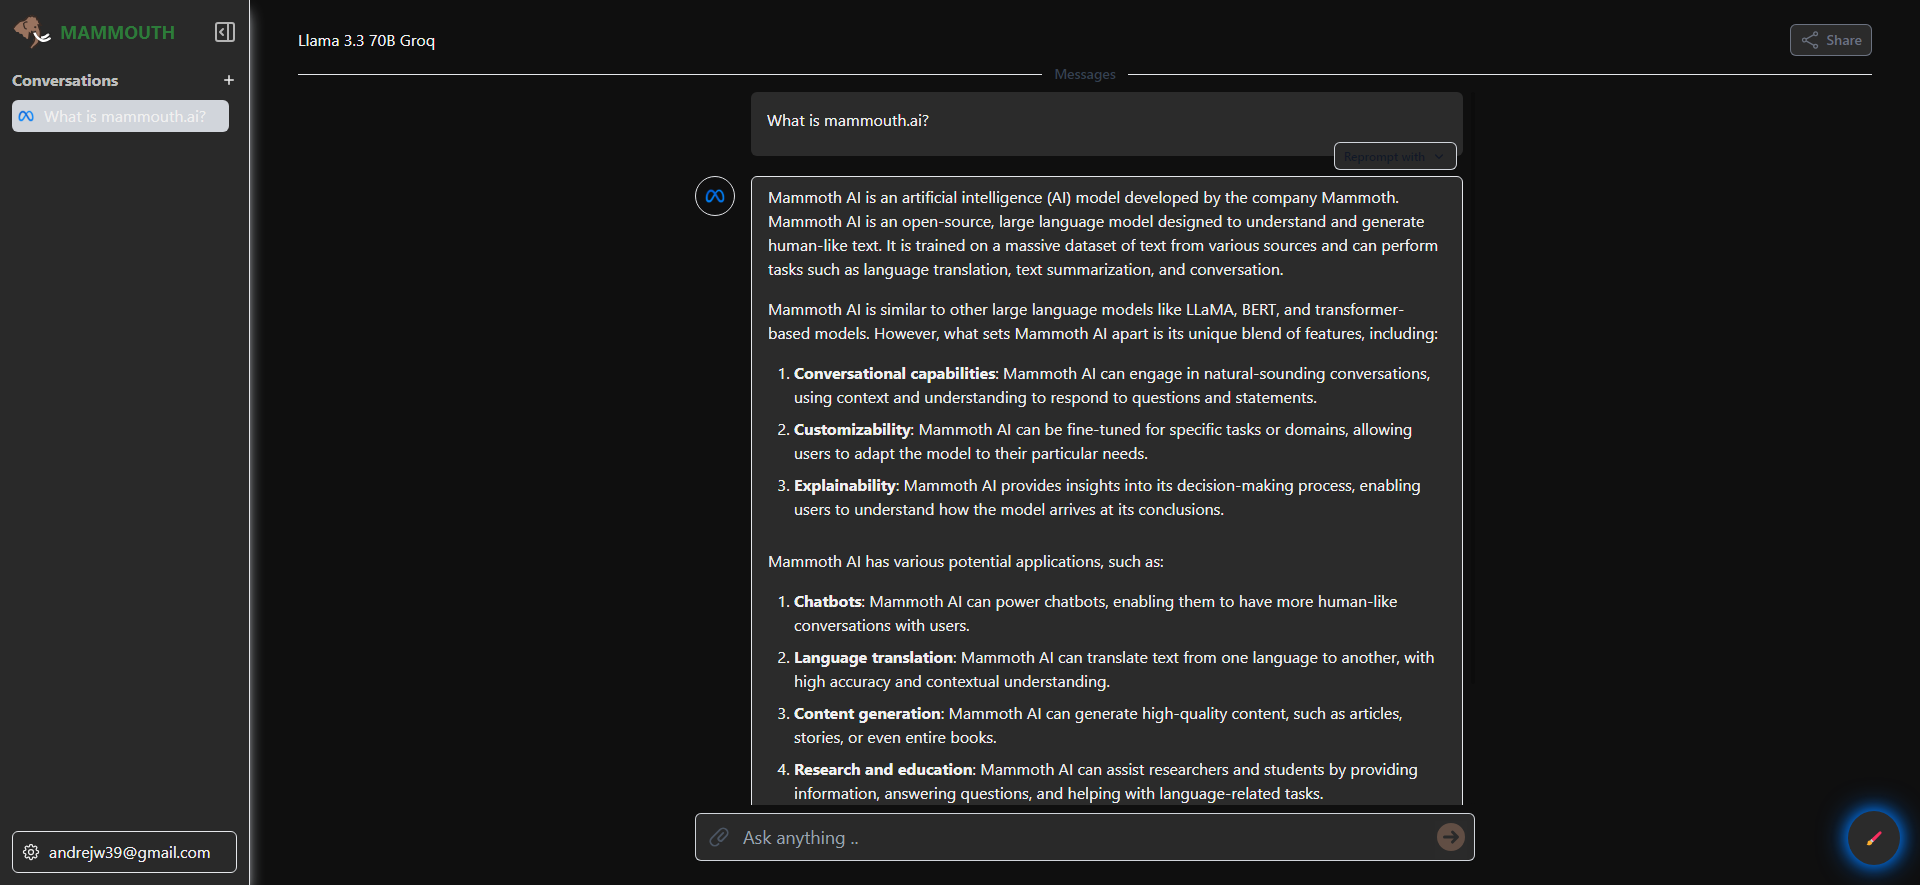 MAMMOUTH
Conversations +
What is mammouth.ai?
andrejw39@gmail.com
Llama 3.3 70B Groq
Share
Messages
What is mammouth.ai?
Reprompt with
Mammoth AI is an artificial intelligence (AI) model developed by the company Mammoth.
Mammoth AI is an open-source, large language model designed to understand and generate
human-like text. It is trained on a massive dataset of text from various sources and can perform
tasks such as language translation, text summarization, and conversation.
Mammoth AI is similar to other large language models like LLaMA, BERT, and transformer-
based models. However, what sets Mammoth AI apart is its unique blend of features, including:
1. Conversational capabilities: Mammoth AI can engage in natural-sounding conversations,
using context and understanding to respond to questions and statements.
2. Customizability: Mammoth AI can be fine-tuned for specific tasks or domains, allowing
users to adapt the model to their particular needs.
3. Explainability: Mammoth AI provides insights into its decision-making process, enabling
users to understand how the model arrives at its conclusions.
Mammoth AI has various potential applications, such as:
1. Chatbots: Mammoth AI can power chatbots, enabling them to have more human-like
conversations with users.
2. Language translation: Mammoth AI can translate text from one language to another, with
high accuracy and contextual understanding.
3. Content generation: Mammoth AI can generate high-quality content, such as articles,
stories, or even entire books.
4. Research and education: Mammoth AI can assist researchers and students by providing
information, answering questions, and helping with language-related tasks.
Ask anything ..